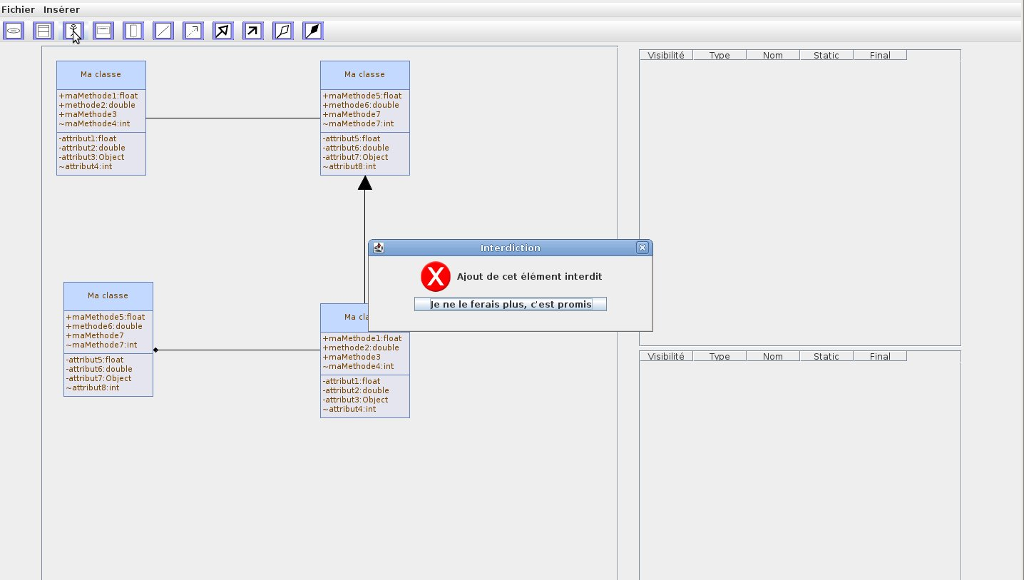 Fichier Insérer
Visibilité Type Nom Static Final
Ma classe
+maMethode1:float
+methode2:double
+maMethode3
~maMethode4:int
-attribut1:float
-attribut2:double
-attribut3:Object
~attribut4:int
Ma classe
+maMethode5:float
+methode6:double
+maMethode7
~maMethode7:int
-attribut5:float
-attribut6:double
-attribut7:Object
~attribut8:int
Interdiction
Ajout de cet élément interdit
Je ne le ferais plus, c'est promis
Ma classe
+maMethode5:float
+methode6:double
+maMethode7
~maMethode7:int
-attribut5:float
-attribut6:double
-attribut7:Object
~attribut8:int
Ma cla
+maMethode1:float
+methode2:double
+maMethode3
~maMethode4:int
-attribut1:float
-attribut2:double
-attribut3:Object
~attribut4:int
Visibilité Type Nom Static Final